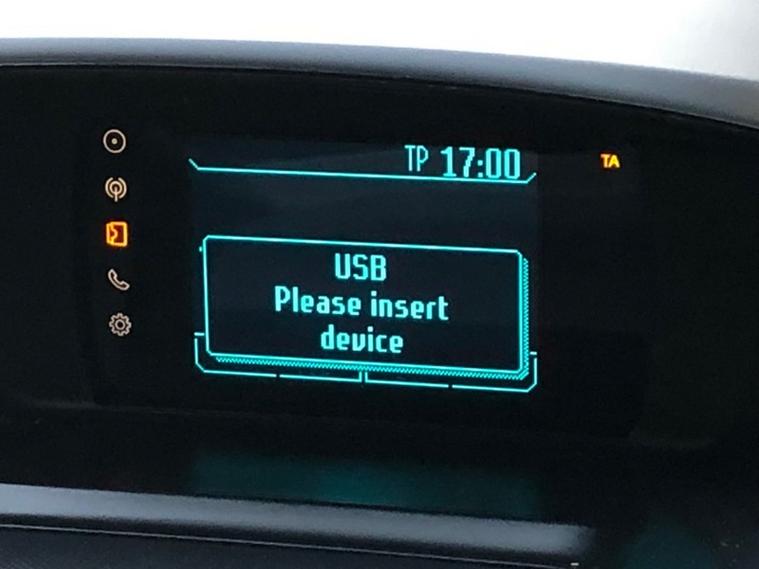 TP 17:00 TA
USB
Please insert
device